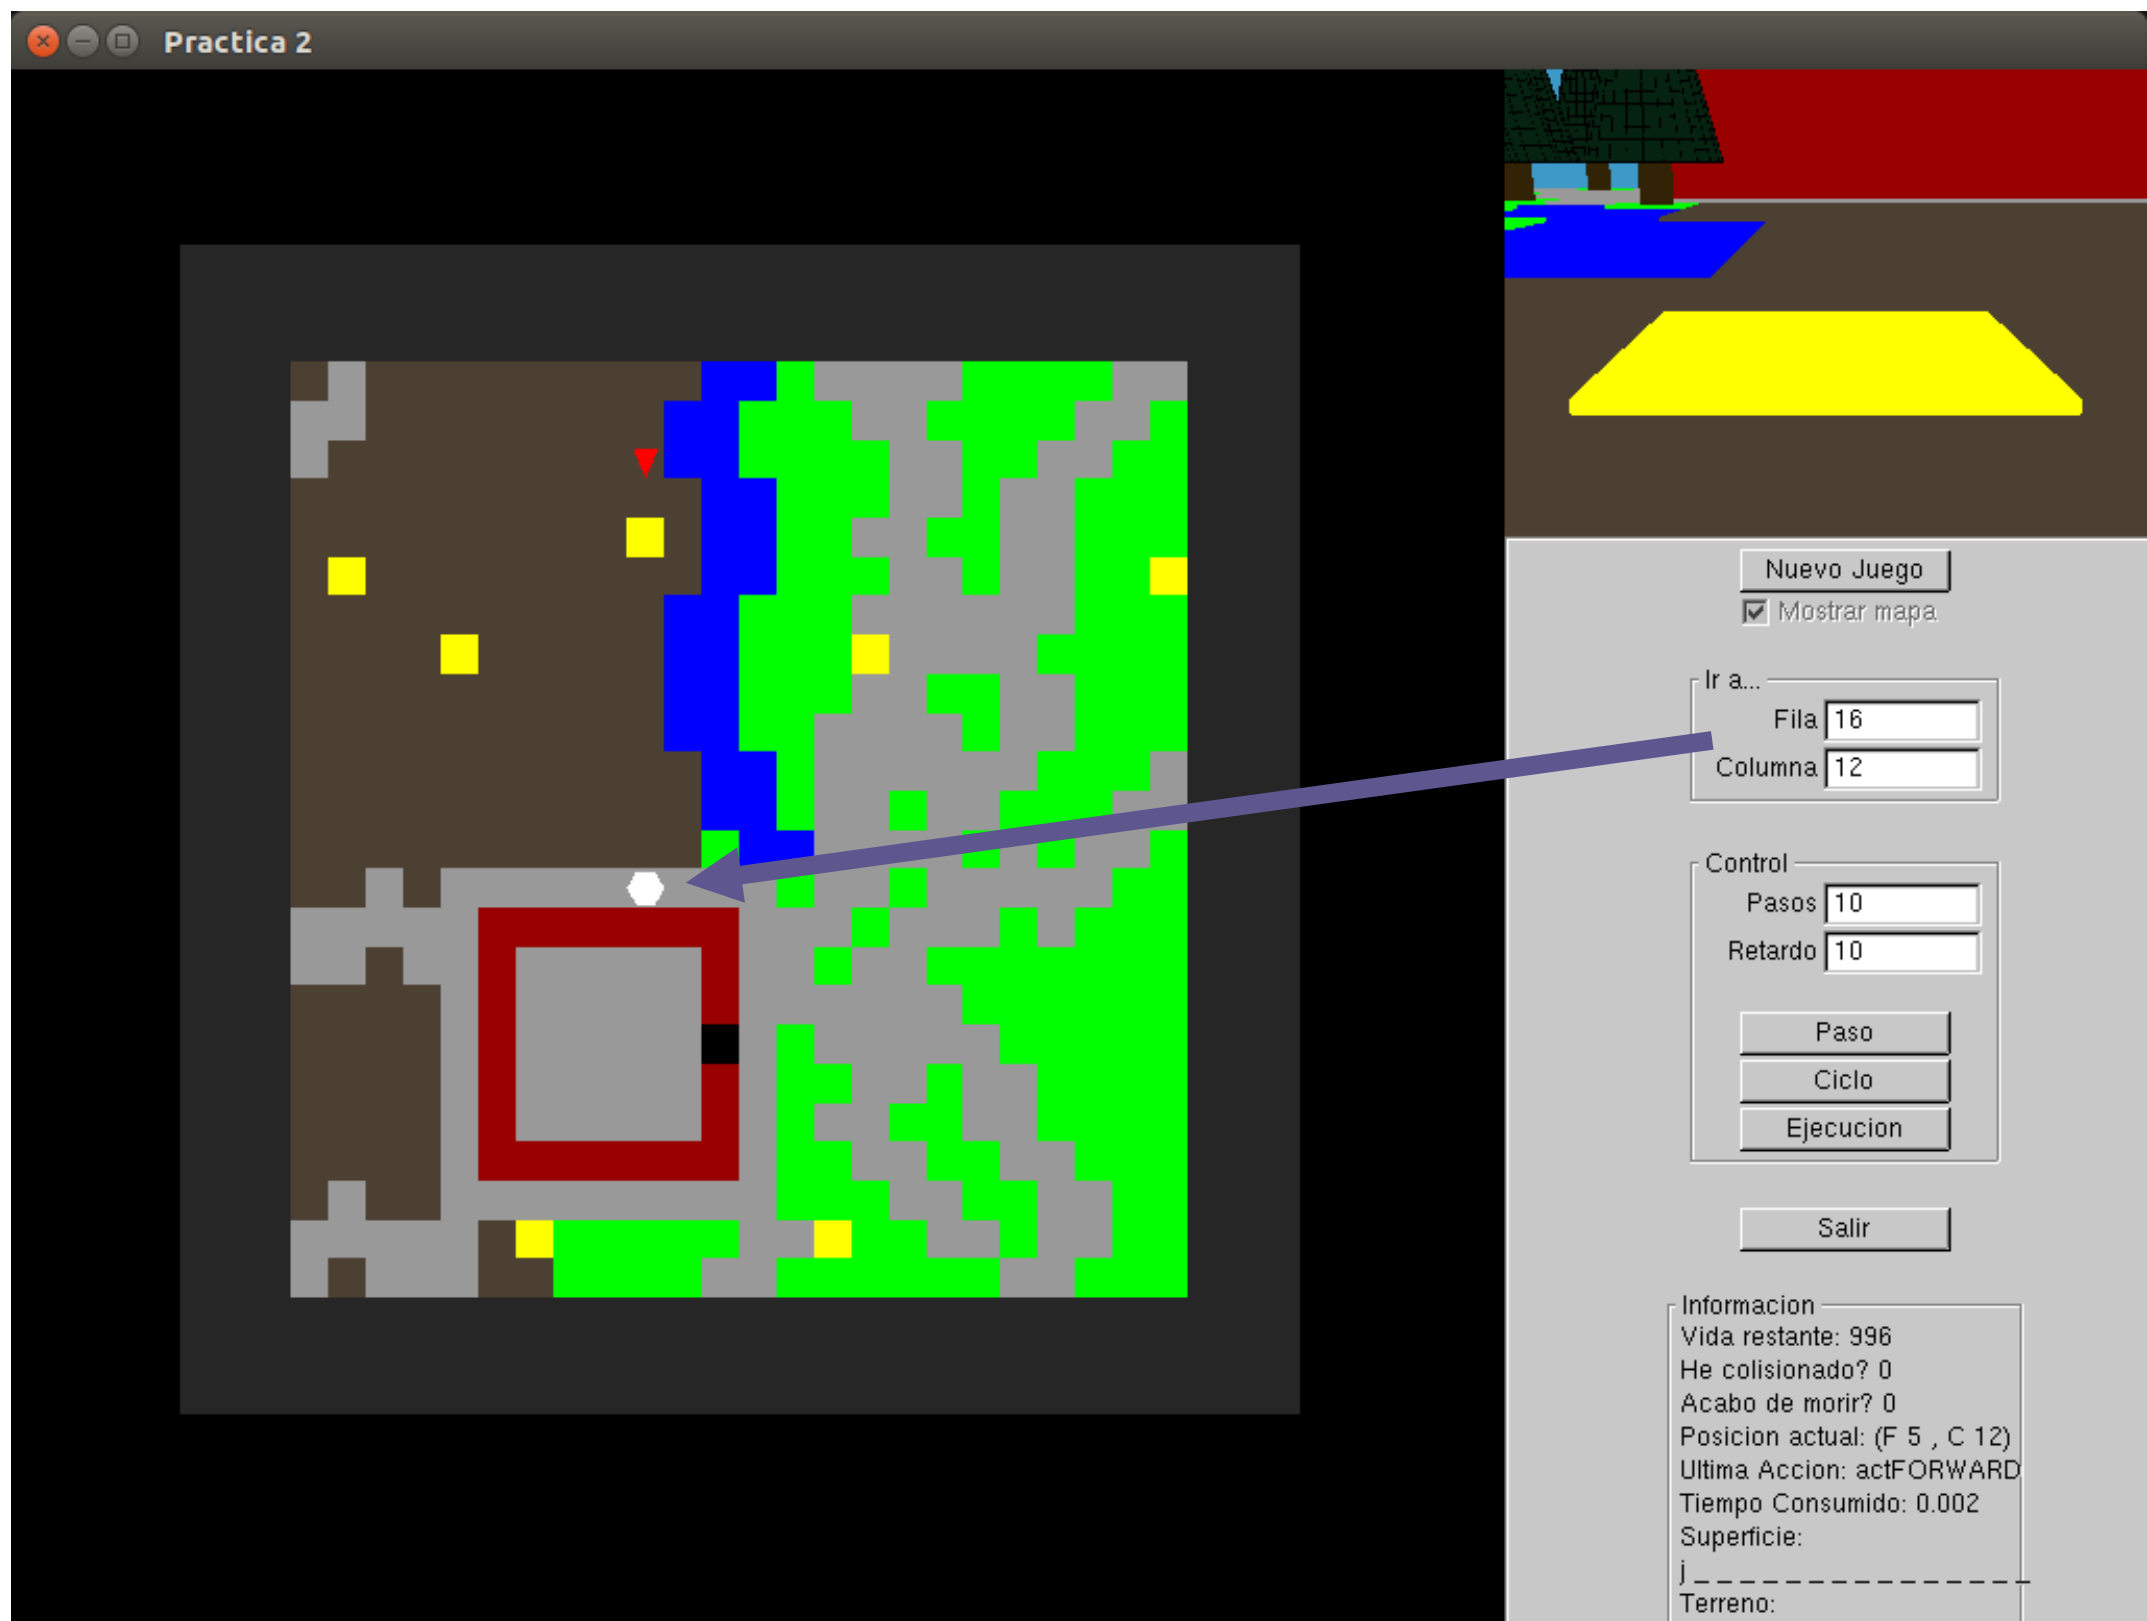 Practica 2
Nuevo Juego
Mostrar mapa
Ir a...
Fila 16
Columna 12
Control
Pasos 10
Retardo 10
Paso
Ciclo
Ejecucion
Salir
Informacion
Vida restante: 996
He colisionado? 0
Acabo de morir? 0
Posicion actual: (F 5 , C 12)
Ultima Accion: actFORWARD
Tiempo Consumido: 0.002
Superficie:
j _ _ _ _ _ _ _ _ _ _ _ _ _ _ _
Terreno: